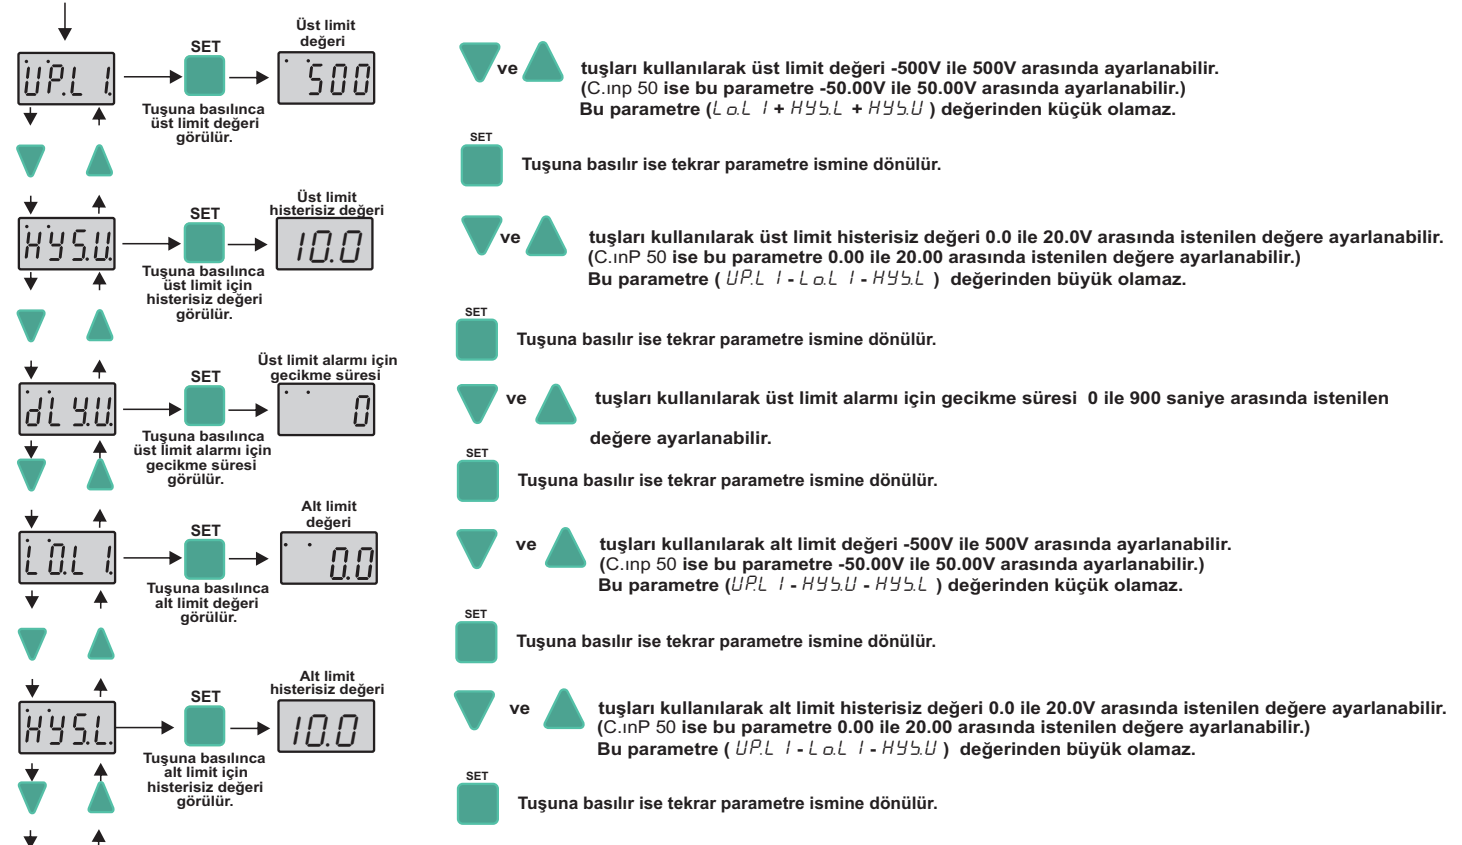 Üst limit
değeri
SET
UP.L I.
500
Tuşuna basılınca
üst limit değeri
görülür.
ve tuşları kullanılarak üst limit değeri -500V ile 500V arasında ayarlanabilir.
(C.ınp 50 ise bu parametre -50.00V ile 50.00V arasında ayarlanabilir.)
Bu parametre (Lo.L I + HYS.L + HYS.U ) değerinden küçük olamaz.
SET
Tuşuna basılır ise tekrar parametre ismine dönülür.
Üst limit
histerisiz değeri
SET
HYS.U.
10.0
Tuşuna basılınca
üst limit için
histerisiz değeri
görülür.
ve tuşları kullanılarak üst limit histerisiz değeri 0.0 ile 20.0V arasında istenilen değere ayarlanabilir.
(C.ınP 50 ise bu parametre 0.00 ile 20.00 arasında istenilen değere ayarlanabilir.)
Bu parametre ( UP.L I - Lo.L I - HYS.L ) değerinden büyük olamaz.
SET
Tuşuna basılır ise tekrar parametre ismine dönülür.
Üst limit alarmı için
gecikme süresi
SET
dLY.U.
0
Tuşuna basılınca
üst limit alarmı için
gecikme süresi
görülür.
ve tuşları kullanılarak üst limit alarmı için gecikme süresi 0 ile 900 saniye arasında istenilen
değere ayarlanabilir.
SET
Tuşuna basılır ise tekrar parametre ismine dönülür.
Alt limit
değeri
SET
LO.L I.
0.0
Tuşuna basılınca
alt limit değeri
görülür.
ve tuşları kullanılarak alt limit değeri -500V ile 500V arasında ayarlanabilir.
(C.ınp 50 ise bu parametre -50.00V ile 50.00V arasında ayarlanabilir.)
Bu parametre (UP.L I - HYS.U - HYS.L ) değerinden küçük olamaz.
SET
Tuşuna basılır ise tekrar parametre ismine dönülür.
Alt limit
histerisiz değeri
SET
HYS.L.
10.0
Tuşuna basılınca
alt limit için
histerisiz değeri
görülür.
ve tuşları kullanılarak alt limit histerisiz değeri 0.0 ile 20.0V arasında istenilen değere ayarlanabilir.
(C.ınP 50 ise bu parametre 0.00 ile 20.00 arasında istenilen değere ayarlanabilir.)
Bu parametre ( UP.L I - Lo.L I - HYS.U ) değerinden büyük olamaz.
SET
Tuşuna basılır ise tekrar parametre ismine dönülür.